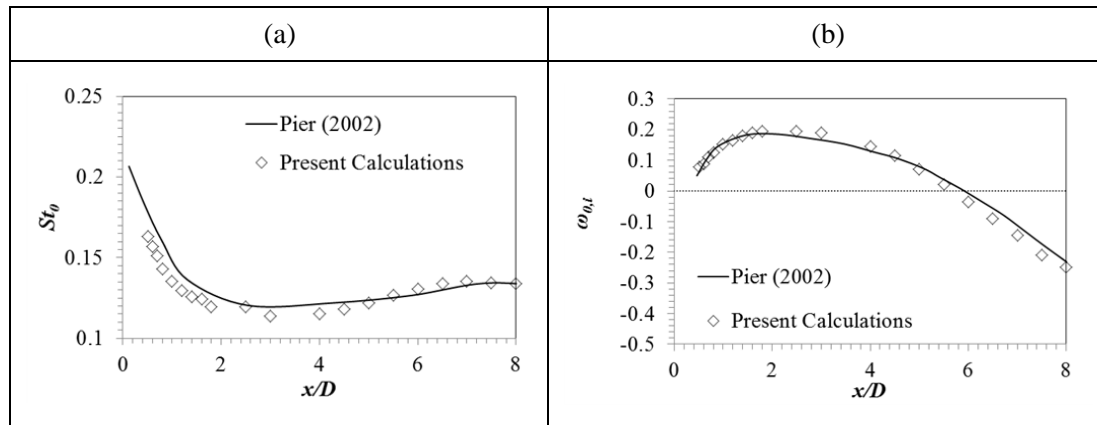 (a)
(b)
0.25
0.2
0.15
0.1
St₀
Pier (2002)
Present Calculations
0 2 4 6 8
x/D
0.3
0.2
0.1
0
-0.1
-0.2
-0.3
-0.4
-0.5
ω₀,ᵢ
Pier (2002)
Present Calculations
0 2 4 6 8
x/D